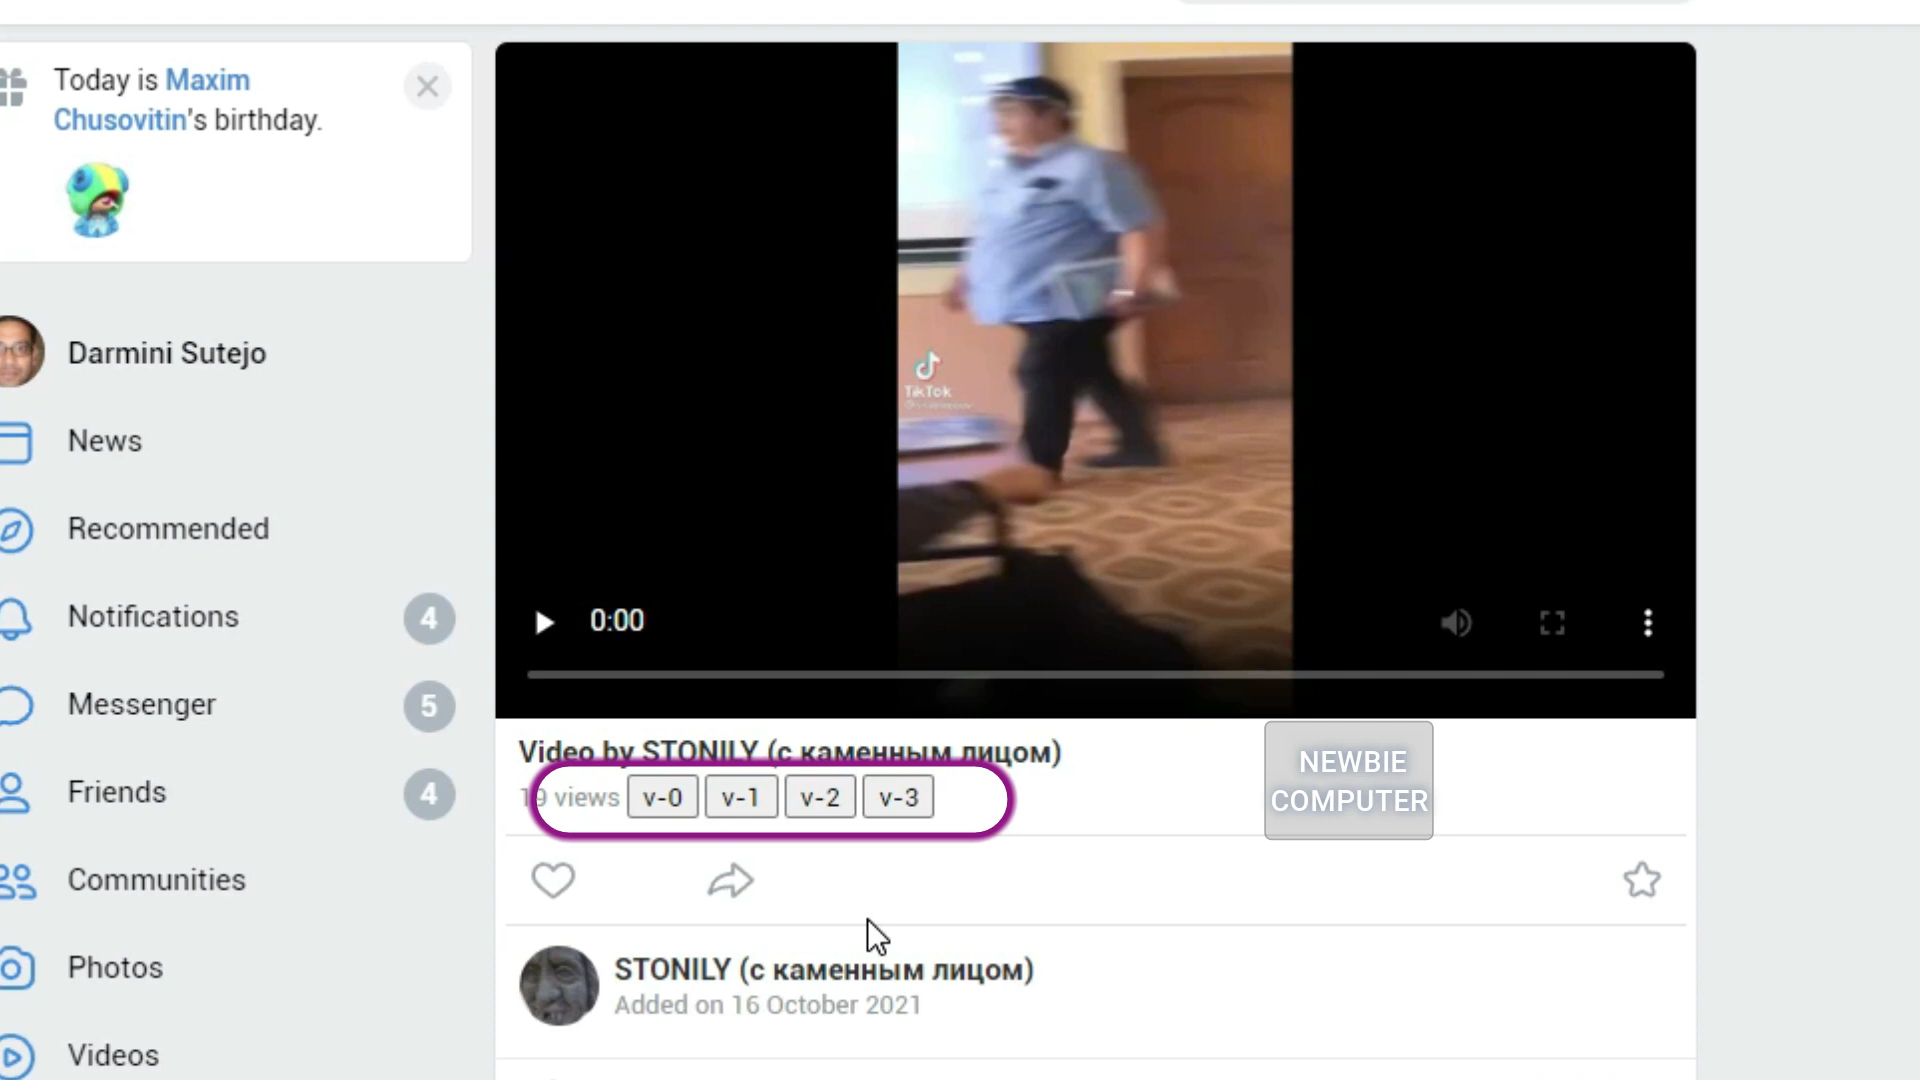 Today is Maxim
Chusovitin's birthday.
Darmini Sutejo
News
Recommended
Notifications 4
Messenger 5
Friends 4
Communities
Photos
Videos
TikTok
0:00
Video by STONILY (с каменным лицом)
19 views v-0 v-1 v-2 v-3
NEWBIE
COMPUTER
STONILY (с каменным лицом)
Added on 16 October 2021